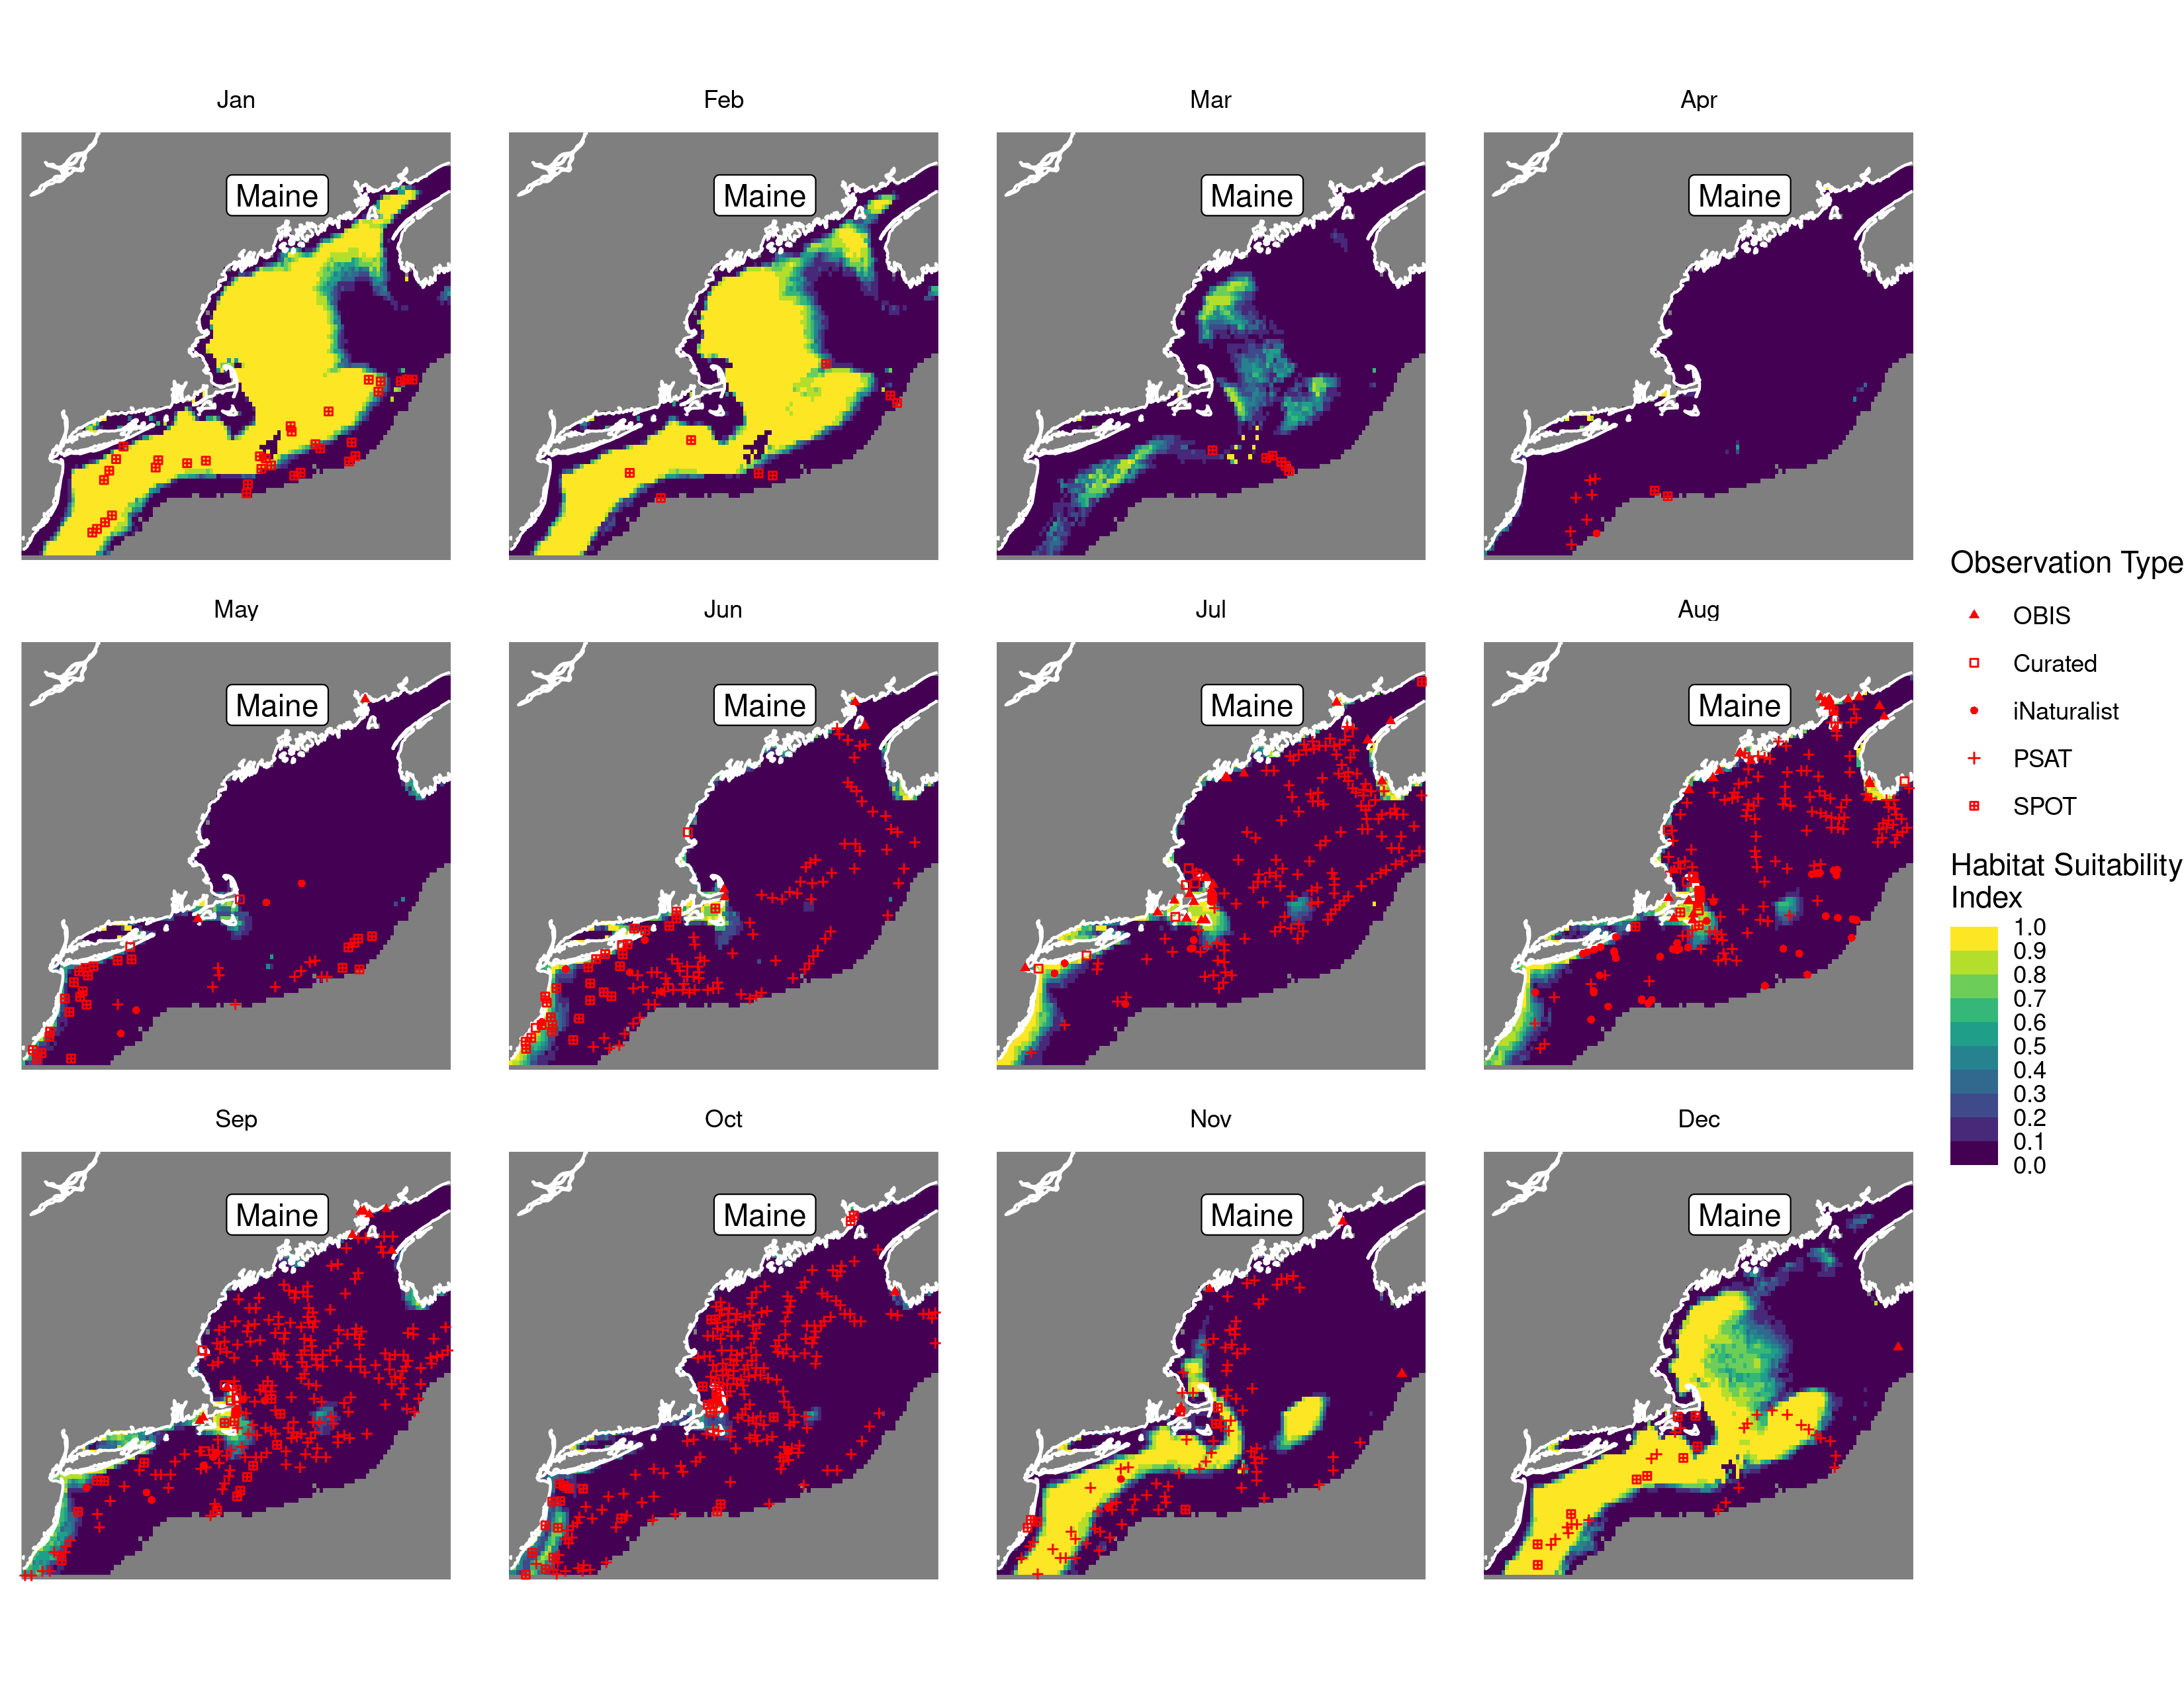 Jan
Feb
Mar
Apr
Maine
Maine
Maine
Maine
May
Jun
Jul
Aug
Maine
Maine
Maine
Maine
Sep
Oct
Nov
Dec
Maine
Maine
Maine
Maine
Observation Type
OBIS
Curated
iNaturalist
PSAT
SPOT
Habitat Suitability
Index
1.0
0.9
0.8
0.7
0.6
0.5
0.4
0.3
0.2
0.1
0.0